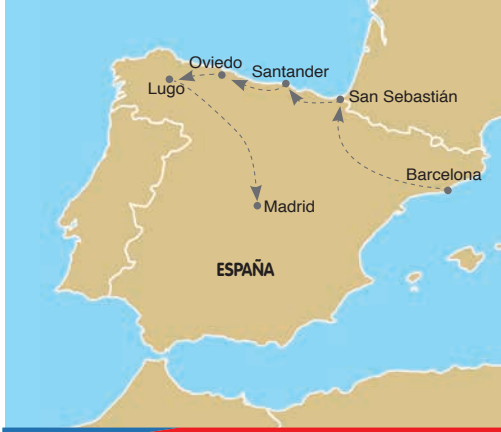 Oviedo
Santander
Lugo
San Sebastián
Barcelona
Madrid
ESPAÑA